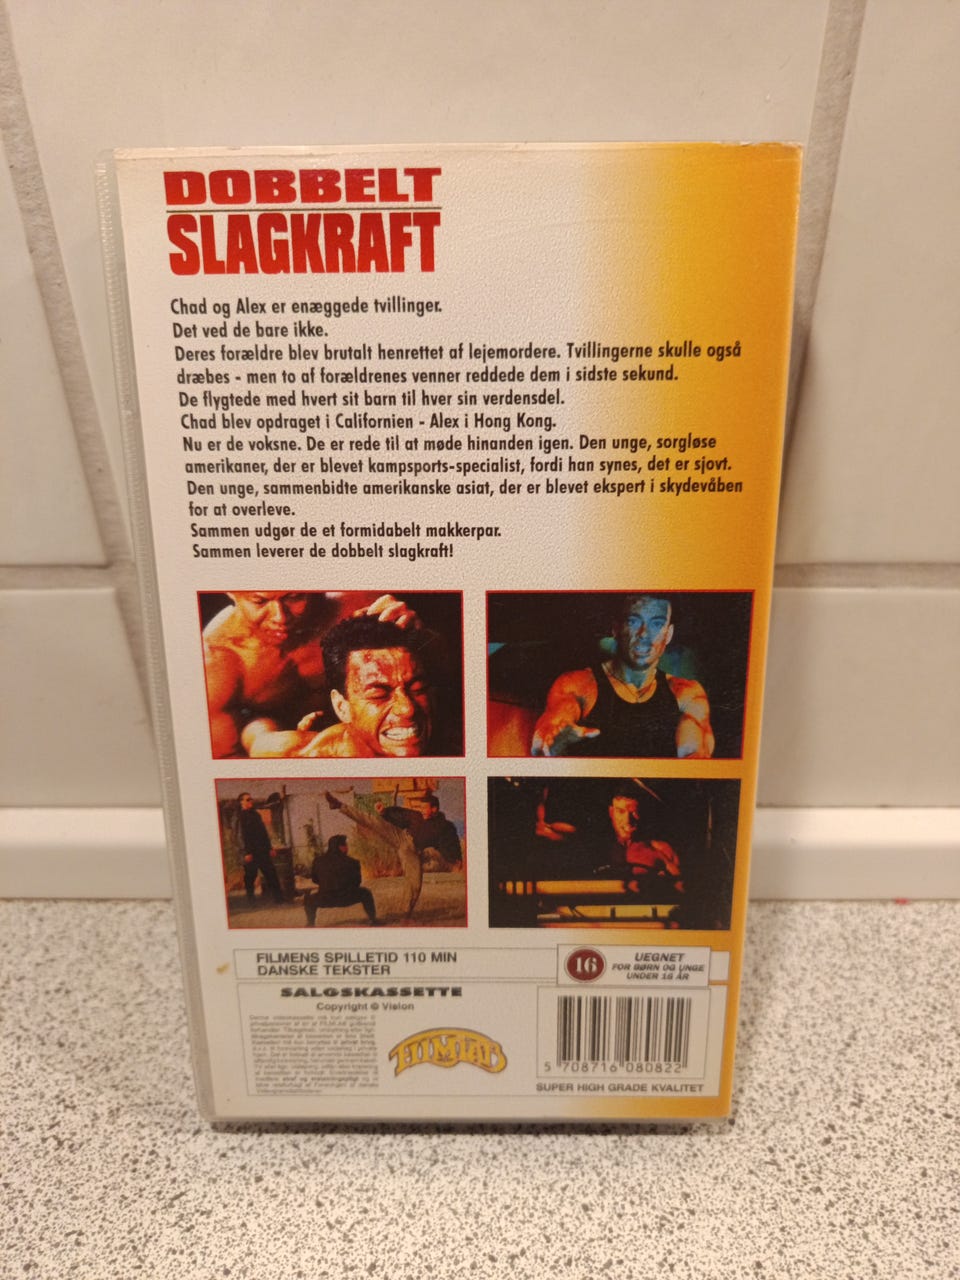 DOBBELT
SLAGKRAFT
Chad og Alex er enæggede tvillinger.
Det ved de bare ikke.
Deres forældre blev brutalt henrettet af lejemordere. Tvillingerne skulle også
dræbes - men to af forældrenes venner reddede dem i sidste sekund.
De flygtede med hvert sit barn til hver sin verdensdel.
Chad blev opdraget i Californien - Alex i Hong Kong.
Nu er de voksne. De er rede til at møde hinanden igen. Den unge, sorgløse
amerikaner, der er blevet kampsports-specialist, fordi han synes, det er sjovt.
Den unge, sammenbidte amerikanske asiat, der er blevet ekspert i skydevåben
for at overleve.
Sammen udgør de et formidabelt makkerpar.
Sammen leverer de dobbelt slagkraft!
FILMENS SPILLETID 110 MIN
DANSKE TEKSTER
16
UEGNET
FOR BØRN OG UNGE
UNDER 16 ÅR
SALGSKASSETTE
Copyright © Vision
FILMLAB
5 708716 080822
SUPER HIGH GRADE KVALITET